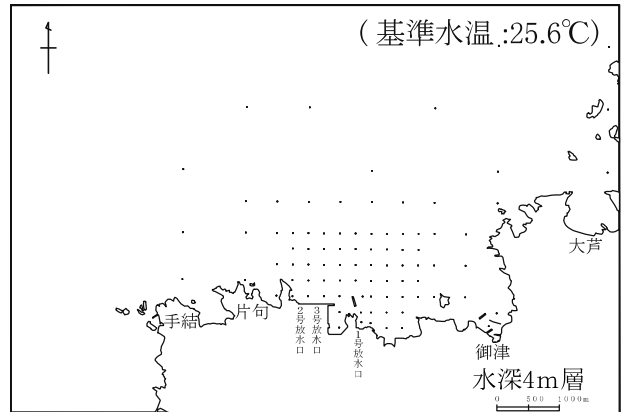 (基準水温:25.6℃)
大芦
片句
手結
2号放水口
3号放水口
1号放水口
御津
水深4m層
0 500 1000m